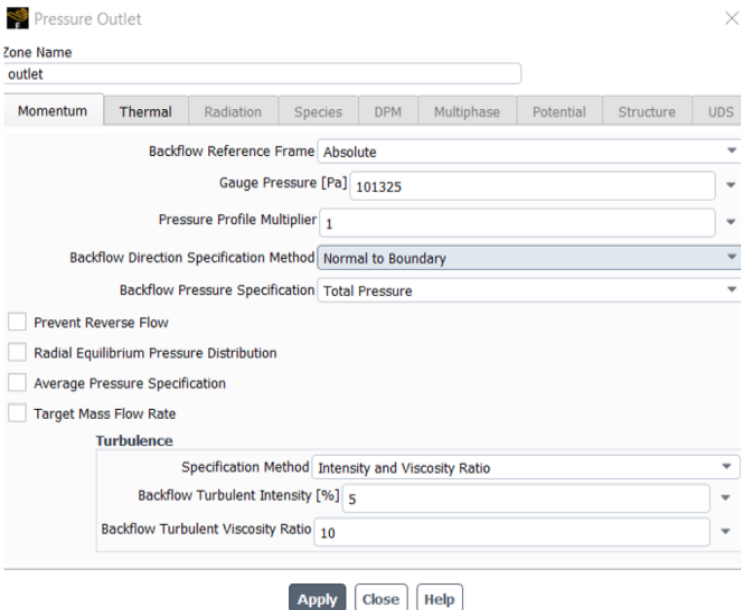 Pressure Outlet
Zone Name
outlet
Momentum Thermal Radiation Species DPM Multiphase Potential Structure UDS
Backflow Reference Frame Absolute
Gauge Pressure [Pa] 101325
Pressure Profile Multiplier 1
Backflow Direction Specification Method Normal to Boundary
Backflow Pressure Specification Total Pressure
Prevent Reverse Flow
Radial Equilibrium Pressure Distribution
Average Pressure Specification
Target Mass Flow Rate
Turbulence
Specification Method Intensity and Viscosity Ratio
Backflow Turbulent Intensity [%] 5
Backflow Turbulent Viscosity Ratio 10
Apply Close Help